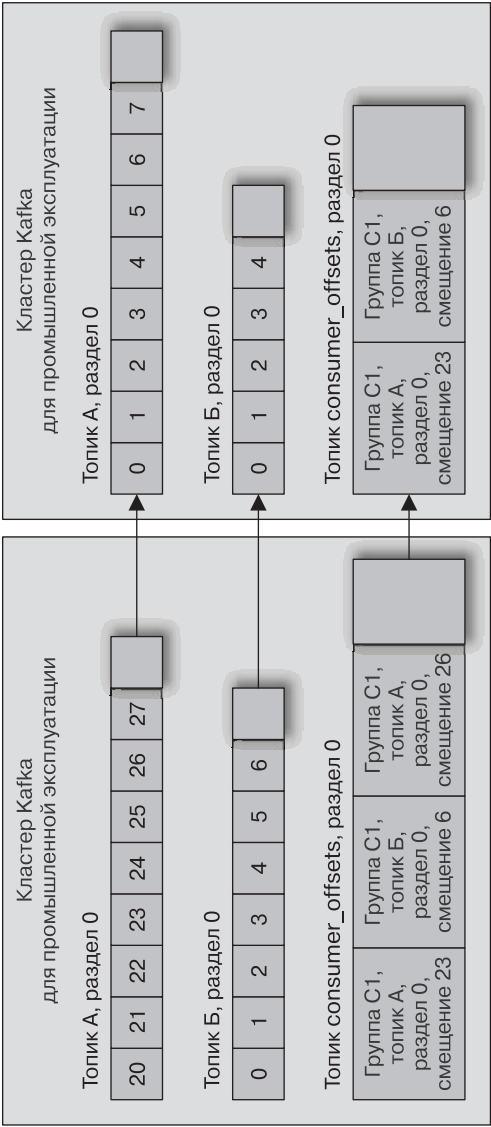 Кластер Kafka
для промышленной эксплуатации
Топик А, раздел 0
20 21 22 23 24 25 26 27
Топик Б, раздел 0
0 1 2 3 4 5 6
Топик consumer_offsets, раздел 0
Группа С1,
топик А,
раздел 0,
смещение 23
Группа С1,
топик Б,
раздел 0,
смещение 6
Группа С1,
топик А,
раздел 0,
смещение 26
Кластер Kafka
для промышленной эксплуатации
Топик А, раздел 0
0 1 2 3 4 5 6 7
Топик Б, раздел 0
0 1 2 3 4
Топик consumer_offsets, раздел 0
Группа С1,
топик А,
раздел 0,
смещение 23
Группа С1,
топик Б,
раздел 0,
смещение 6